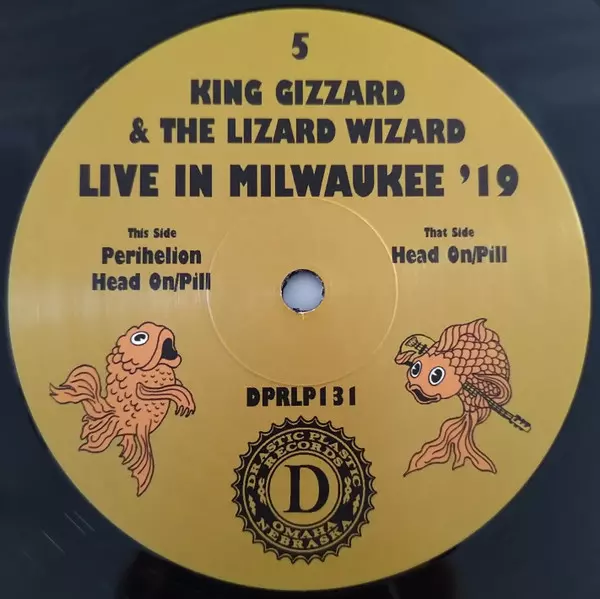 5
KING GIZZARD
& THE LIZARD WIZARD
LIVE IN MILWAUKEE '19
This Side
Perihelion
Head On/Pill
That Side
Head On/Pill
DPRLP131
DRASTIC PLASTIC
RECORDS
D
OMAHA
NEBRASKA